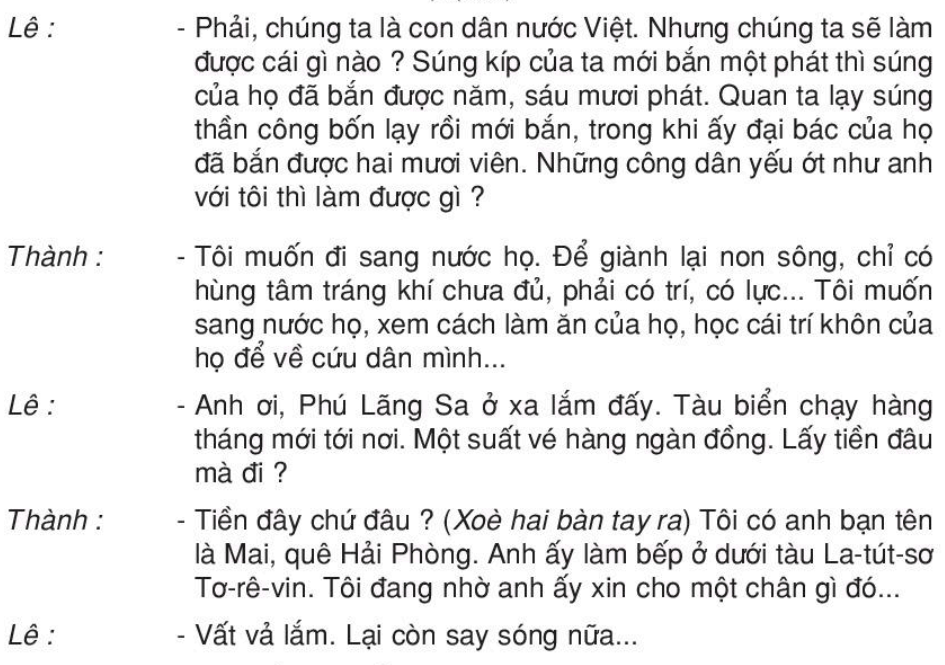 Lê : - Phải, chúng ta là con dân nước Việt. Nhưng chúng ta sẽ làm
được cái gì nào ? Súng kíp của ta mới bắn một phát thì súng
của họ đã bắn được năm, sáu mươi phát. Quan ta lạy súng
thần công bốn lạy rồi mới bắn, trong khi ấy đại bác của họ
đã bắn được hai mươi viên. Những công dân yếu ớt như anh
với tôi thì làm được gì ?
Thành : - Tôi muốn đi sang nước họ. Để giành lại non sông, chỉ có
hùng tâm tráng khí chưa đủ, phải có trí, có lực... Tôi muốn
sang nước họ, xem cách làm ăn của họ, học cái trí khôn của
họ để về cứu dân mình...
Lê : - Anh ơi, Phú Lãng Sa ở xa lắm đấy. Tàu biển chạy hàng
tháng mới tới nơi. Một suất vé hàng ngàn đồng. Lấy tiền đâu
mà đi ?
Thành : - Tiền đây chứ đâu ? (Xoè hai bàn tay ra) Tôi có anh bạn tên
là Mai, quê Hải Phòng. Anh ấy làm bếp ở dưới tàu La-tút-sơ
Tơ-rê-vin. Tôi đang nhờ anh ấy xin cho một chân gì đó...
Lê : - Vất vả lắm. Lại còn say sóng nữa...